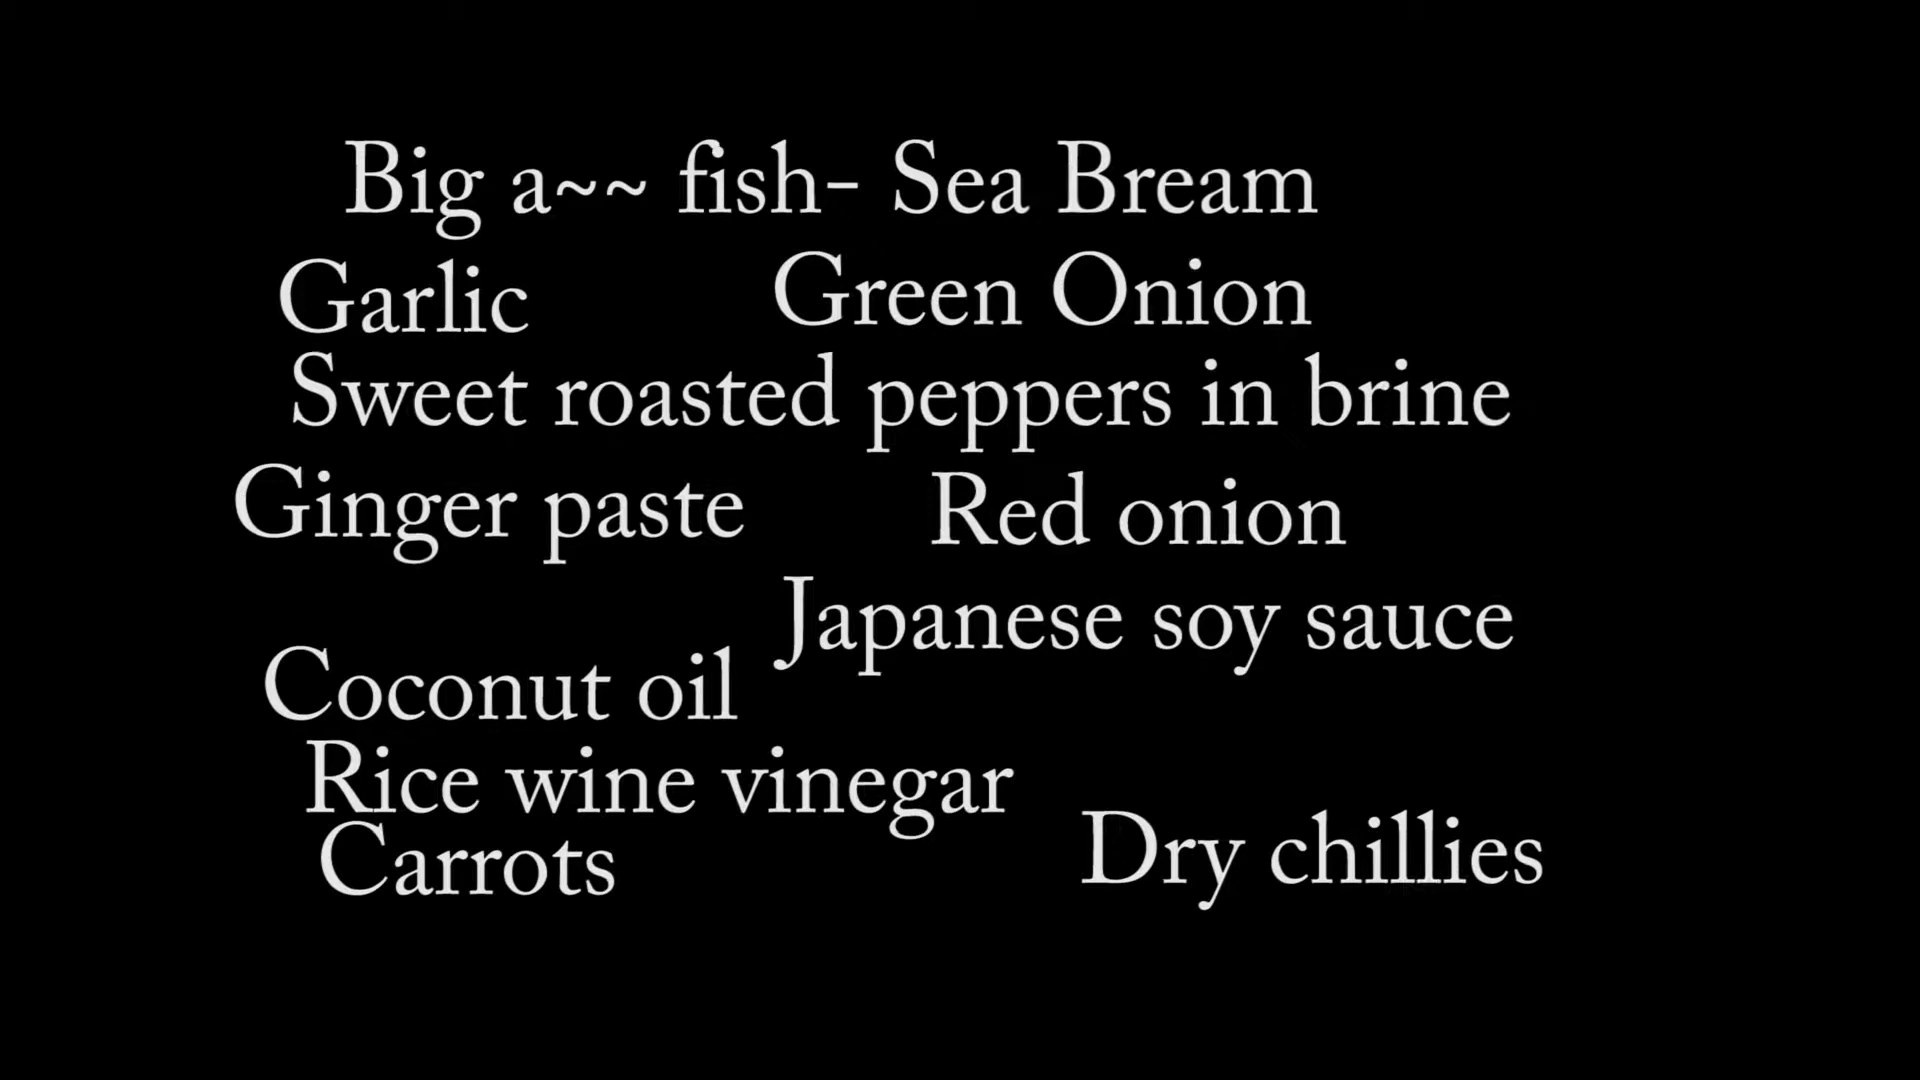 Big a~~ fish- Sea Bream
Garlic
Green Onion
Sweet roasted peppers in brine
Ginger paste
Red onion
Japanese soy sauce
Coconut oil
Rice wine vinegar
Carrots
Dry chillies